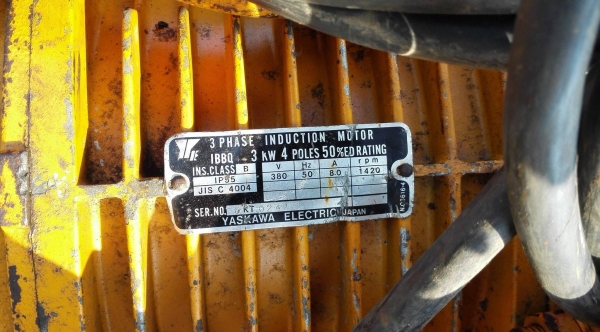 3 PHASE INDUCTION MOTOR
IBBQ 3 kW 4 POLES 50 %ED RATING
INS.CLASS B V Hz A rpm
IP55 380 50 8.0 1420
JIS C 4004
SER.NO.
YASKAWA ELECTRIC JAPAN